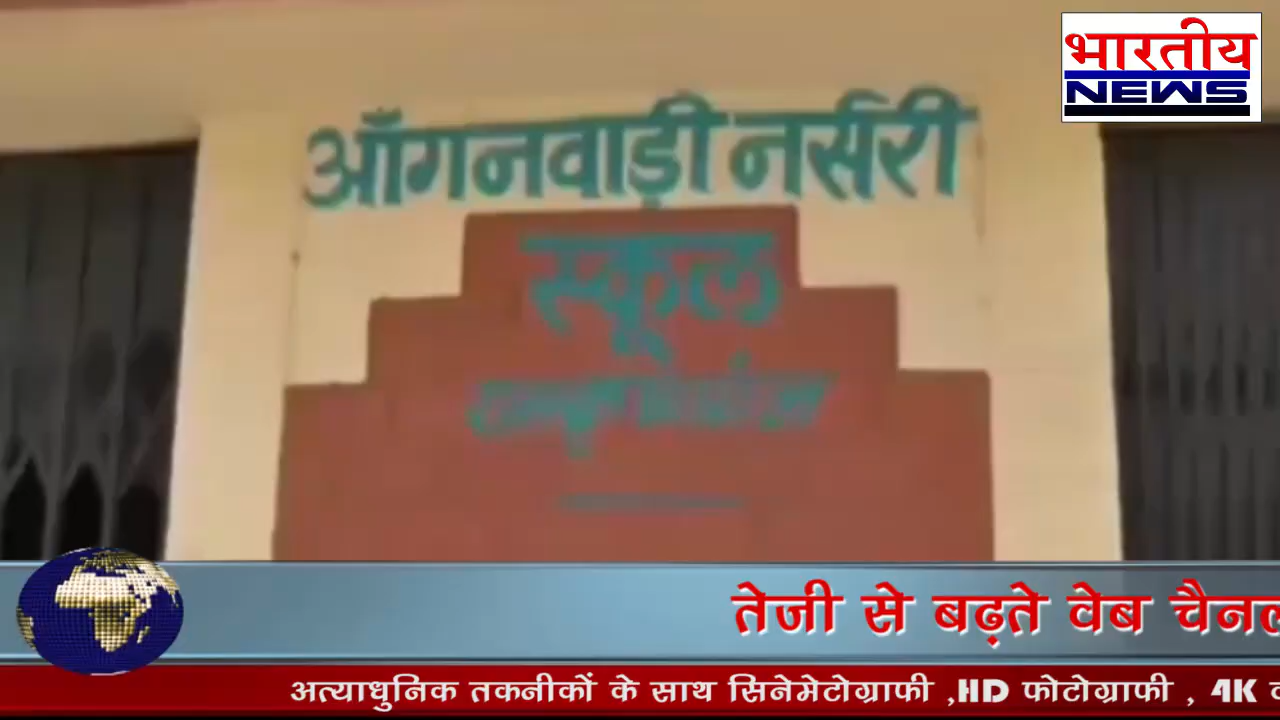 भारतीय
NEWS
आँगनवाड़ी नर्सरी
स्कूल
तेजी से बढ़ते वेब चैनल
अत्याधुनिक तकनीकों के साथ सिनेमेटोग्राफी ,HD फोटोग्राफी , 4K